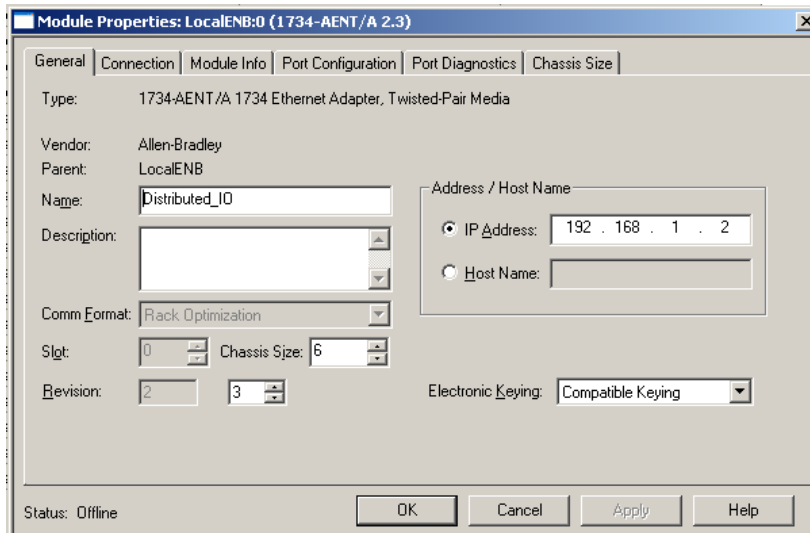 Module Properties: LocalENB:0 (1734-AENT/A 2.3)
General Connection Module Info Port Configuration Port Diagnostics Chassis Size
Type: 1734-AENT/A 1734 Ethernet Adapter, Twisted-Pair Media
Vendor: Allen-Bradley
Parent: LocalENB
Name: Distributed_IO
Address / Host Name
Description:
IP Address: 192 . 168 . 1 . 2
Host Name:
Comm Format: Rack Optimization
Slot: 0 Chassis Size: 6
Revision: 2 3 Electronic Keying: Compatible Keying
Status: Offline OK Cancel Apply Help